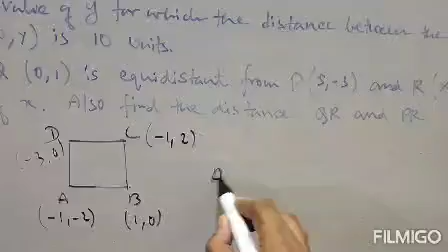 value of y for which the distance between the
, y) is 10 units.
(0, 1) is equidistant from P(5, -3) and R
of x. Also find the distance QR and PR
D C (-1, 2)
(-3, 0)
A B
(-1, -2) (1, 0)
FILMIGO